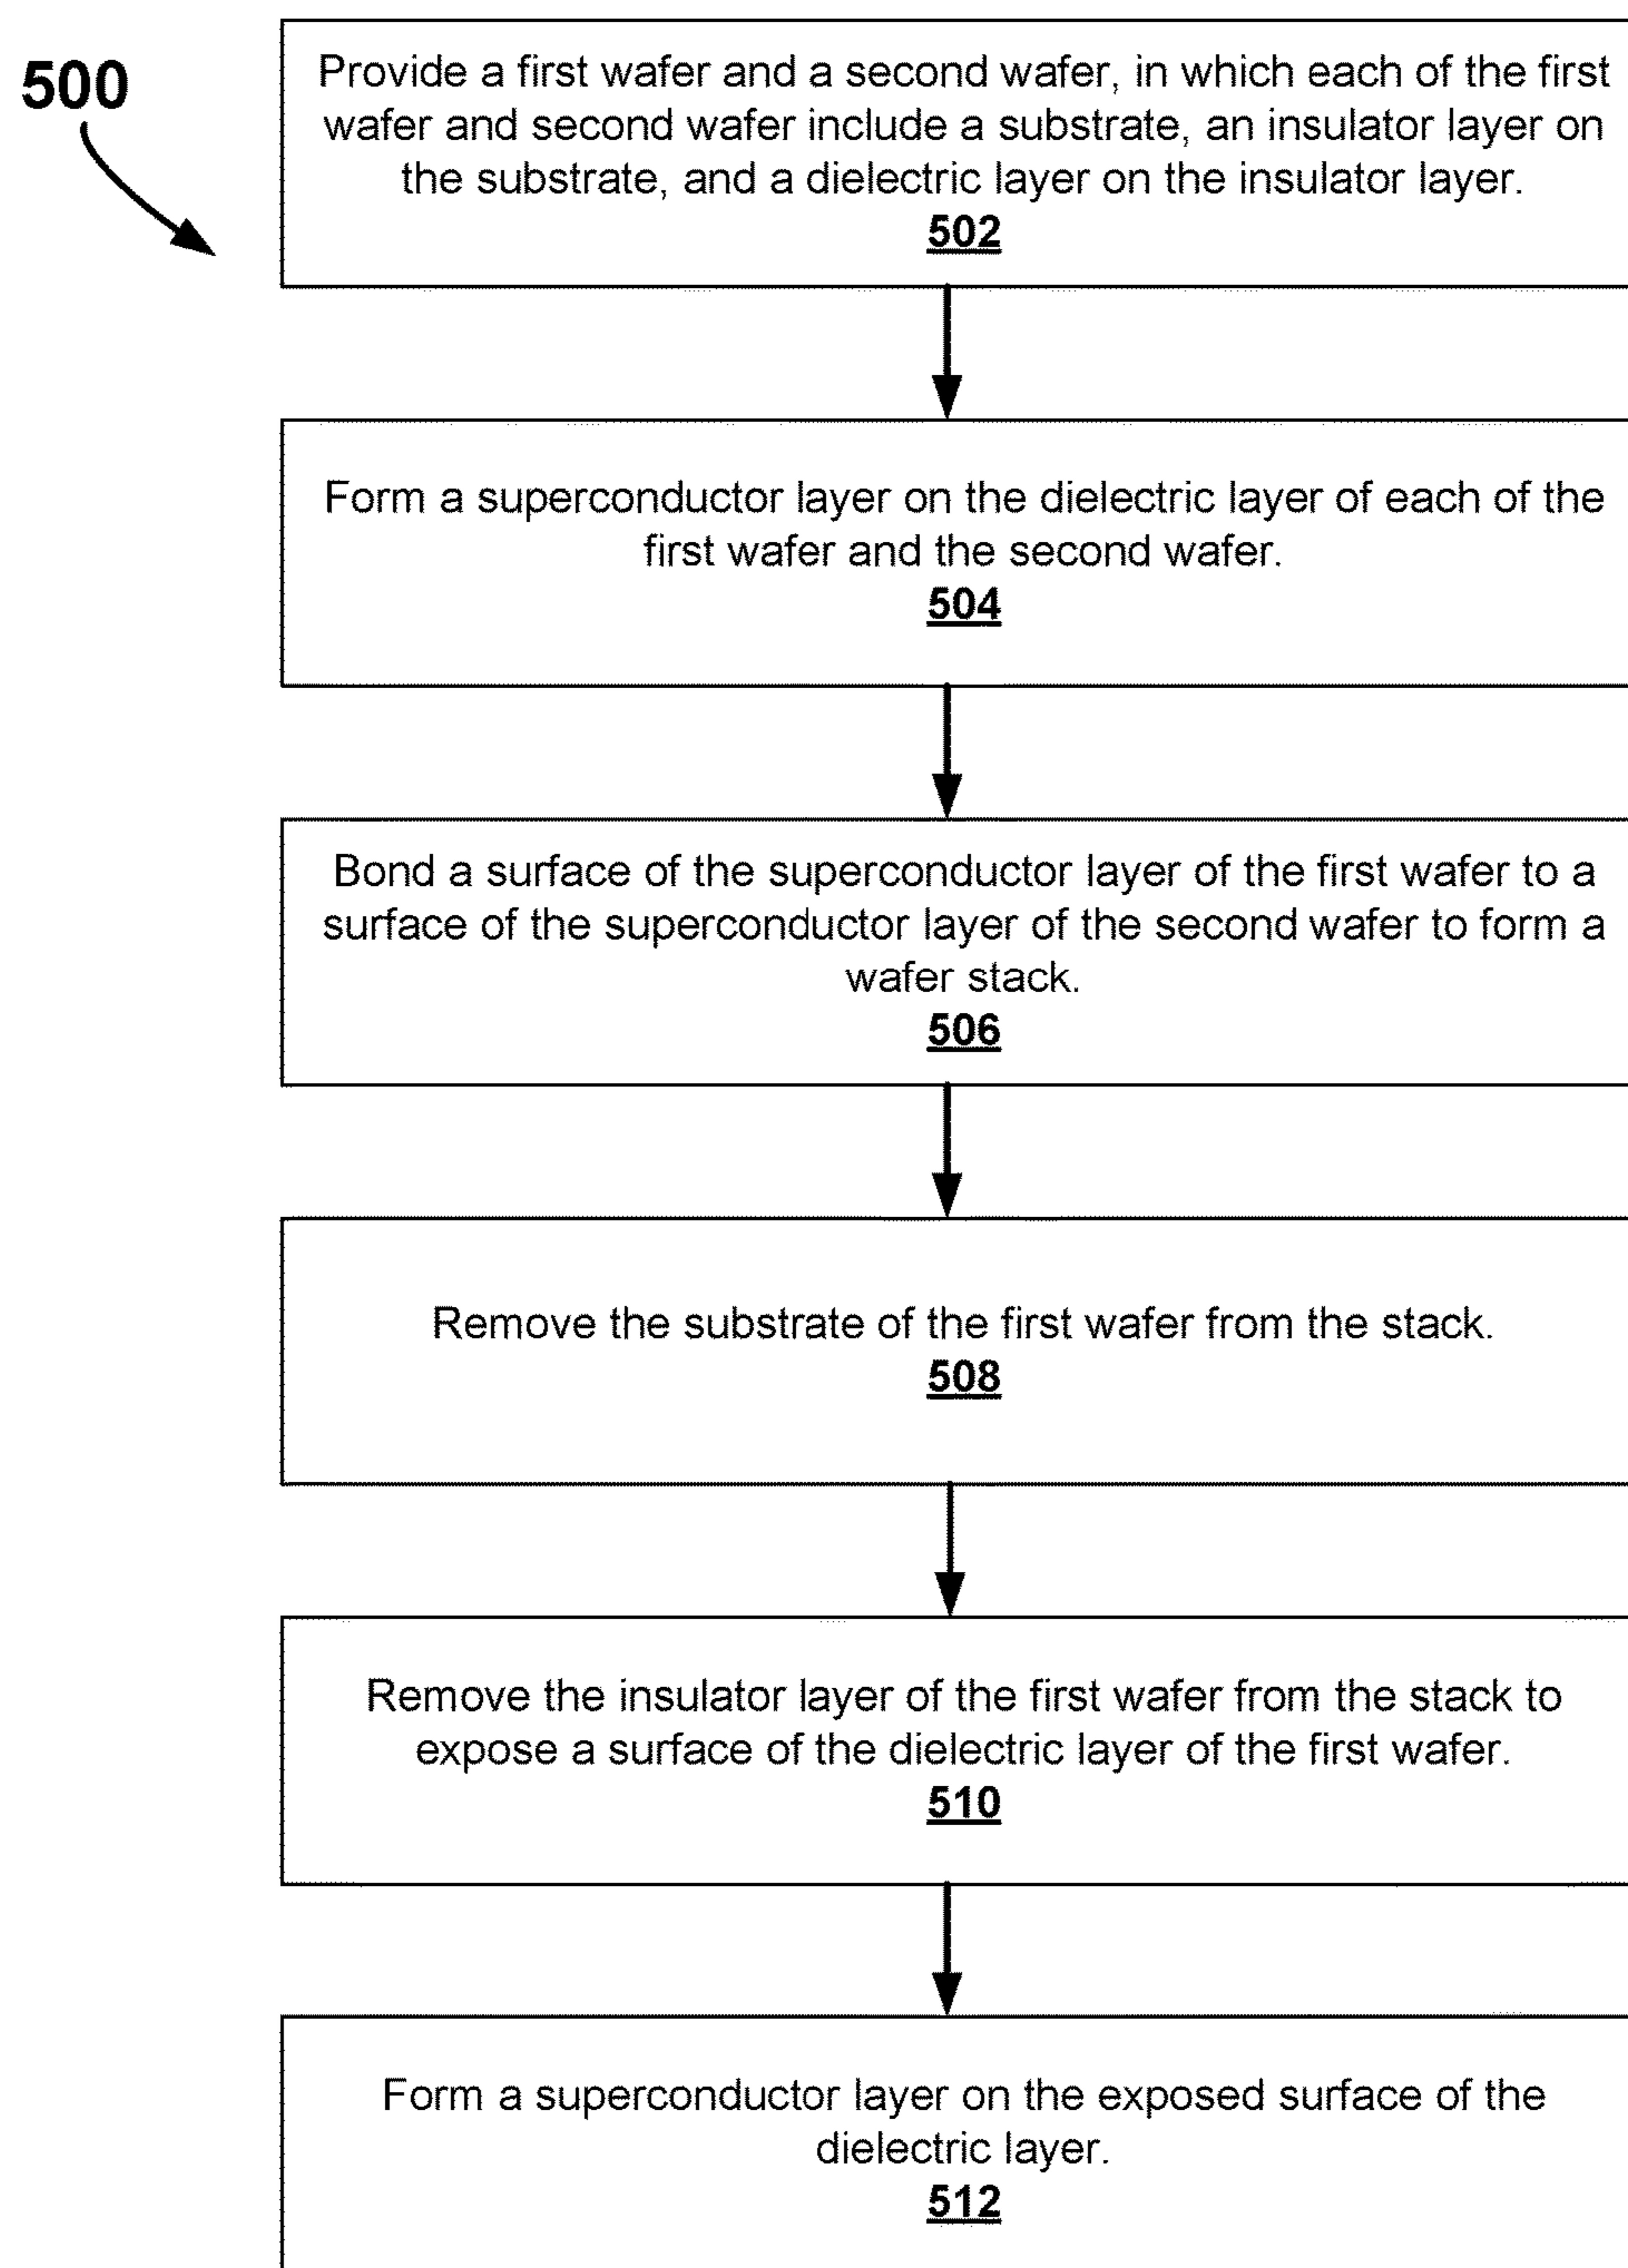 500
Provide a first wafer and a second wafer, in which each of the first
wafer and second wafer include a substrate, an insulator layer on
the substrate, and a dielectric layer on the insulator layer.
502
Form a superconductor layer on the dielectric layer of each of the
first wafer and the second wafer.
504
Bond a surface of the superconductor layer of the first wafer to a
surface of the superconductor layer of the second wafer to form a
wafer stack.
506
Remove the substrate of the first wafer from the stack.
508
Remove the insulator layer of the first wafer from the stack to
expose a surface of the dielectric layer of the first wafer.
510
Form a superconductor layer on the exposed surface of the
dielectric layer.
512